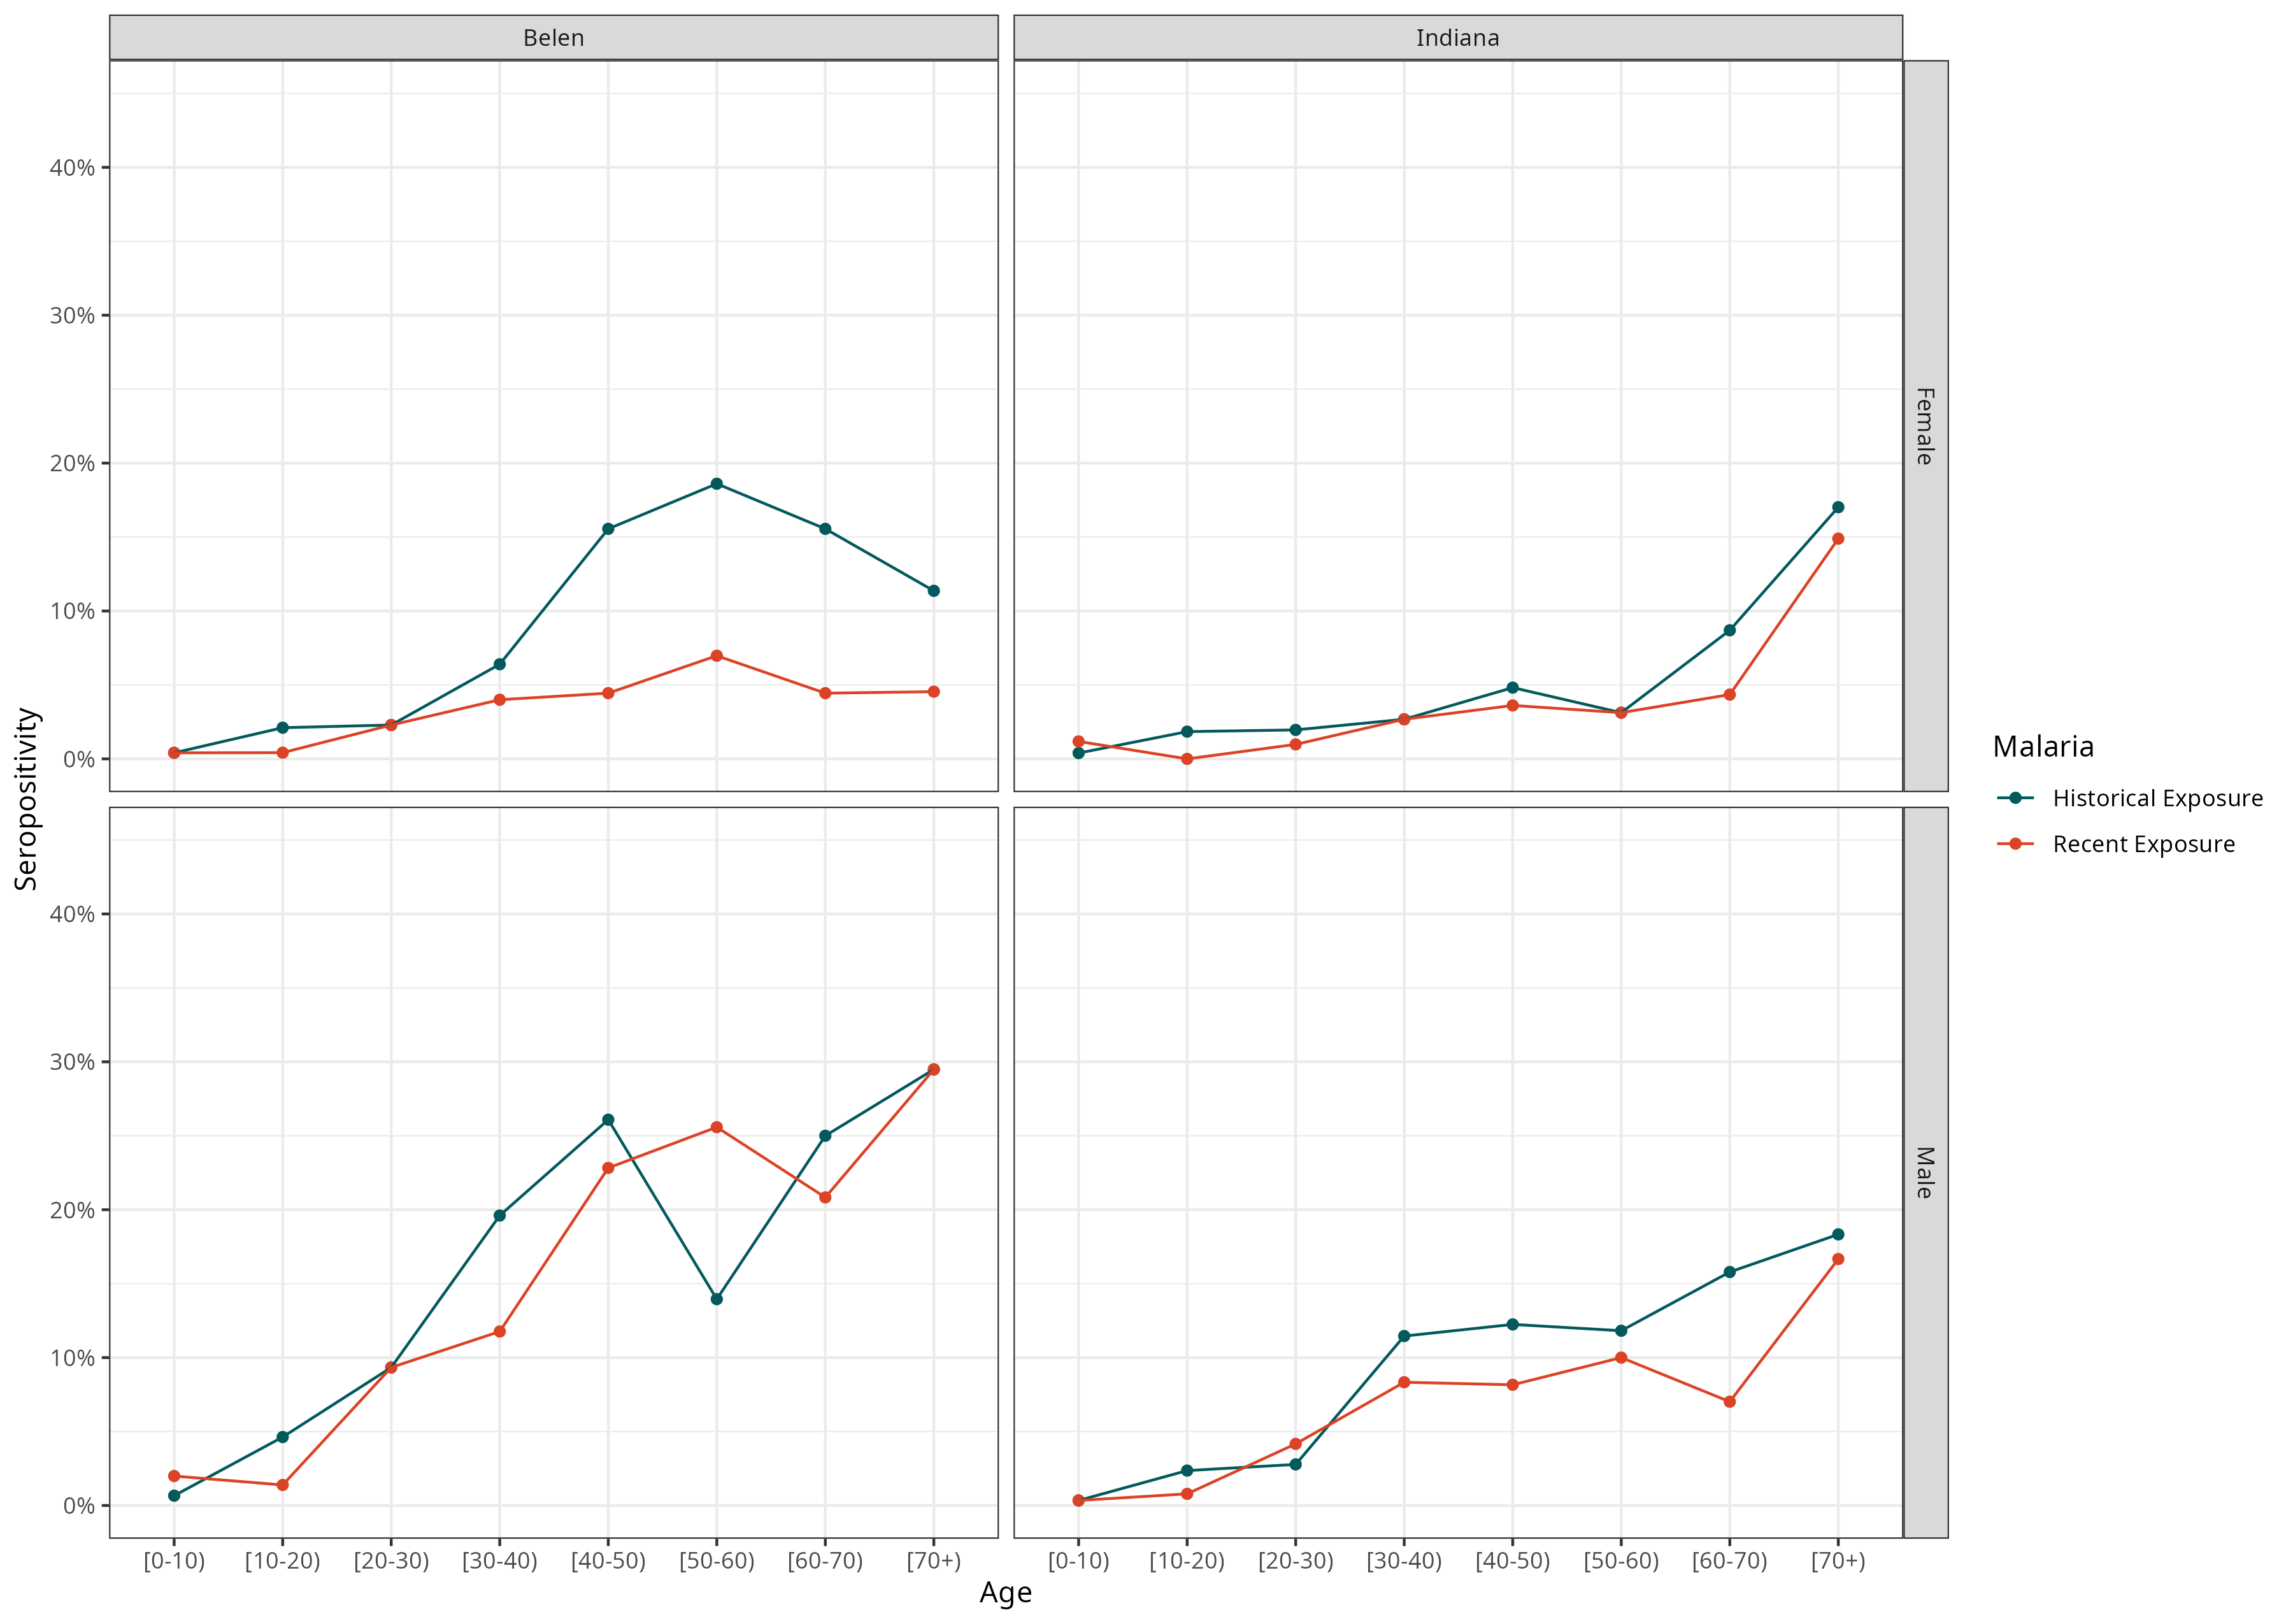 Belen
Indiana
40%
30%
20%
10%
0%
Female
Seropositivity
40%
30%
20%
10%
0%
Male
[0-10) [10-20) [20-30) [30-40) [40-50) [50-60) [60-70) [70+)
[0-10) [10-20) [20-30) [30-40) [40-50) [50-60) [60-70) [70+)
Age
Malaria
Historical Exposure
Recent Exposure